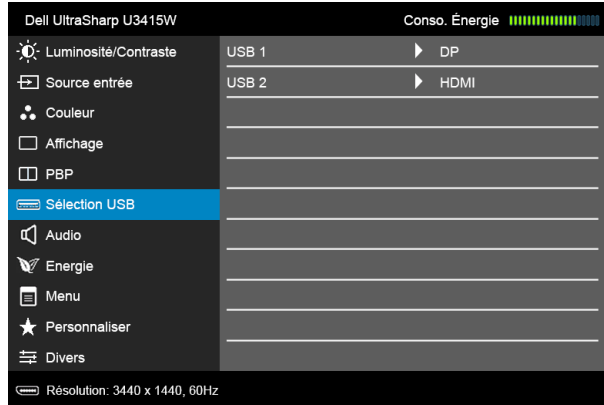 Dell UltraSharp U3415W Conso. Énergie
Luminosité/Contraste USB 1 DP
Source entrée USB 2 HDMI
Couleur
Affichage
PBP
Sélection USB
Audio
Energie
Menu
Personnaliser
Divers
Résolution: 3440 x 1440, 60Hz